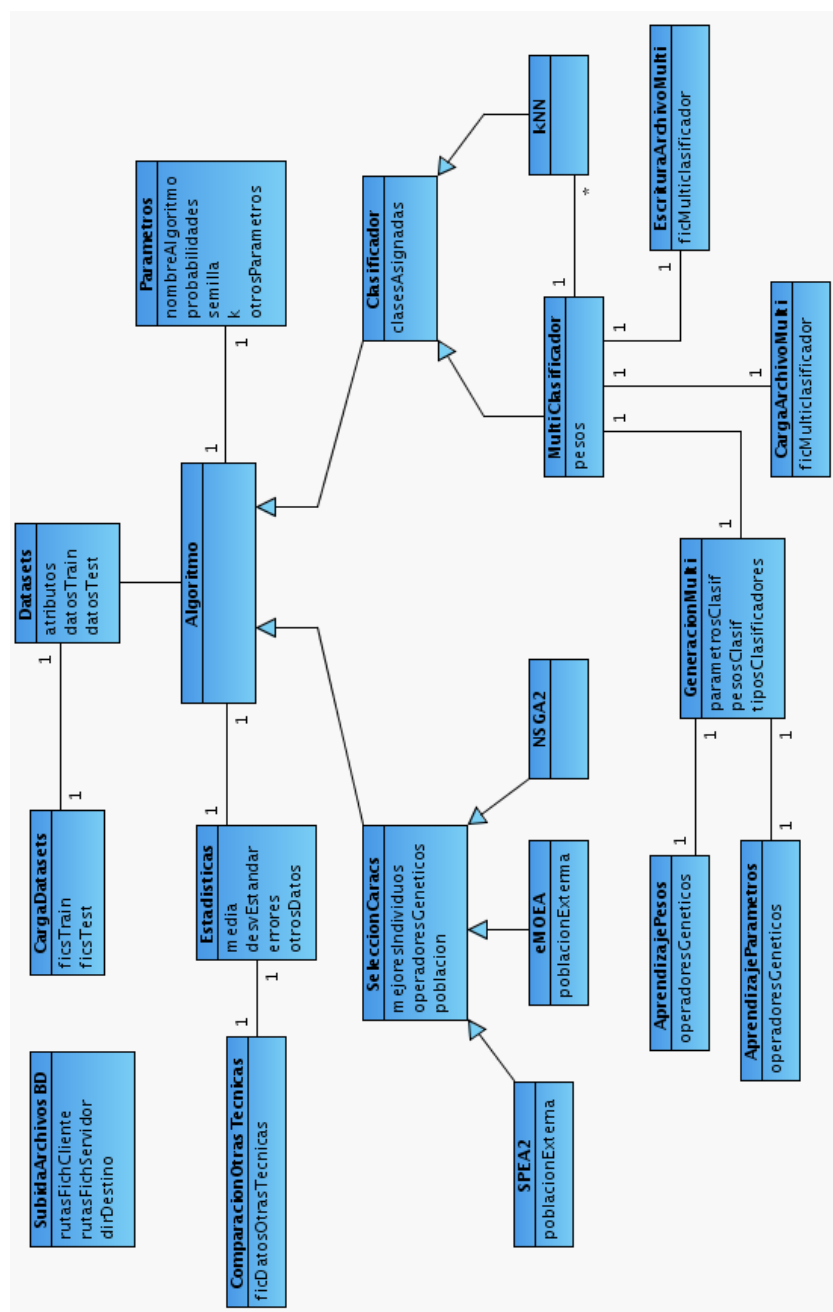 SubidaArchivosBD
rutasFichCliente
rutasFichServidor
dirDestino
CargaDatasets
ficsTrain
ficsTest
1
1
Datasets
atributos
datosTrain
datosTest
ComparacionOtrasTecnicas
ficDatosOtrasTecnicas
1
1
Estadisticas
media
desvEstandar
errores
otrosDatos
1
1
Algoritmo
1
1
Parametros
nombreAlgoritmo
probabilidades
semilla
k
otrosParametros
SeleccionCaracs
mejoresIndividuos
operadoresGeneticos
poblacion
Clasificador
clasesAsignadas
SPEA2
poblacionExterna
eMOEA
poblacionExterna
NSGA2
MultiClasificador
pesos
1
*
kNN
1
1
1
AprendizajePesos
operadoresGeneticos
1
1
GeneracionMulti
parametrosClasif
pesosClasif
tiposClasificadores
1
1
EscrituraArchivoMulti
ficMulticlasificador
AprendizajeParametros
operadoresGeneticos
1
1
1
CargaArchivoMulti
ficMulticlasificador